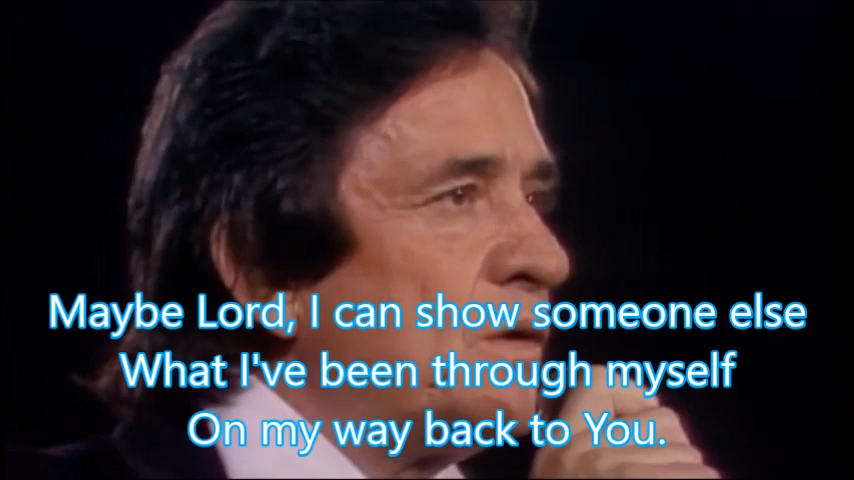 Maybe Lord, I can show someone else
What I've been through myself
On my way back to You.